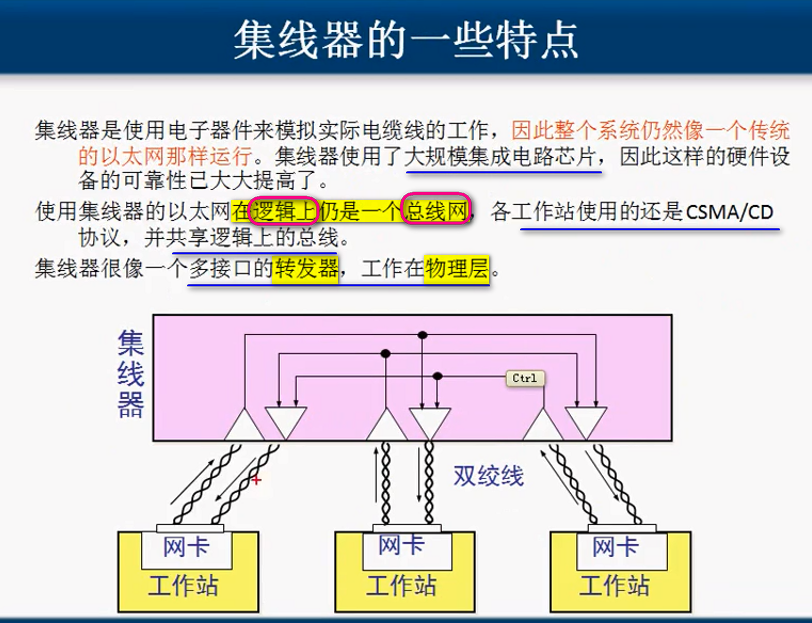 集线器的一些特点
集线器是使用电子器件来模拟实际电缆线的工作，因此整个系统仍然像一个传统
的以太网那样运行。集线器使用了大规模集成电路芯片，因此这样的硬件设
备的可靠性已大大提高了。
使用集线器的以太网在逻辑上仍是一个总线网，各工作站使用的还是CSMA/CD
协议，并共享逻辑上的总线。
集线器很像一个多接口的转发器，工作在物理层。
集线器
Ctrl
双绞线
网卡
工作站
网卡
工作站
网卡
工作站